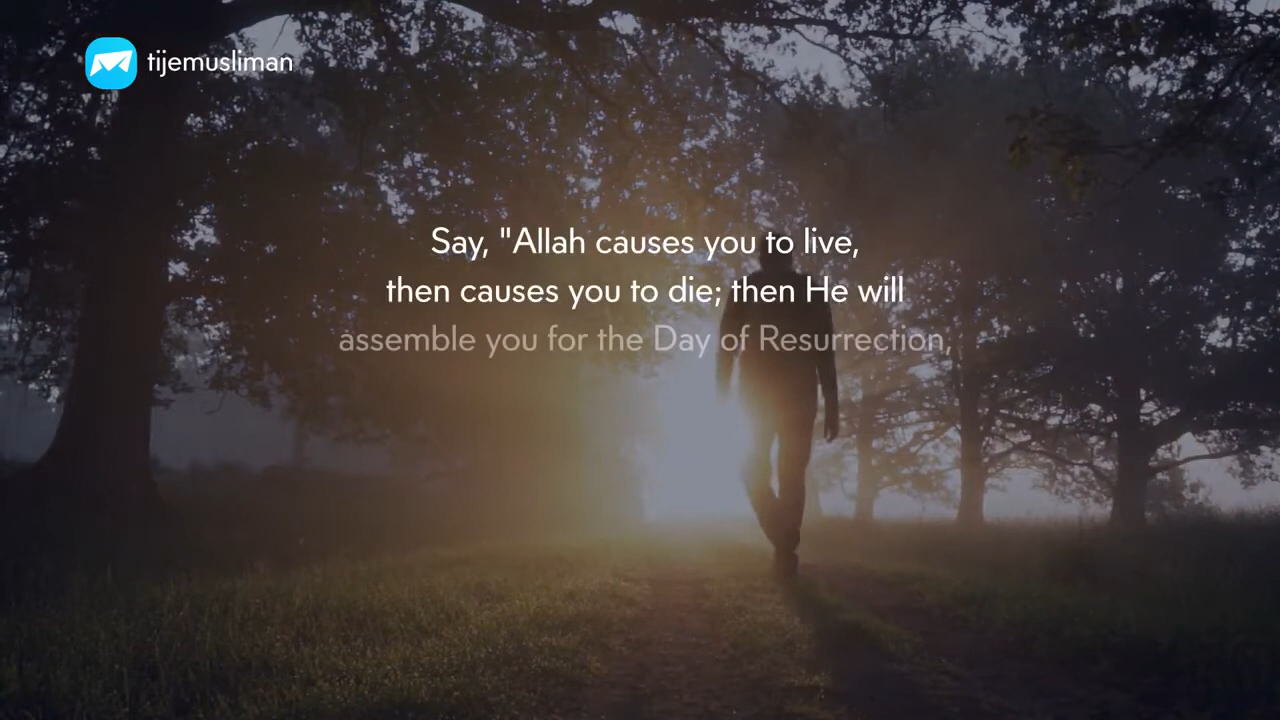 tijemusliman
Say, "Allah causes you to live,
then causes you to die; then He will
assemble you for the Day of Resurrection,